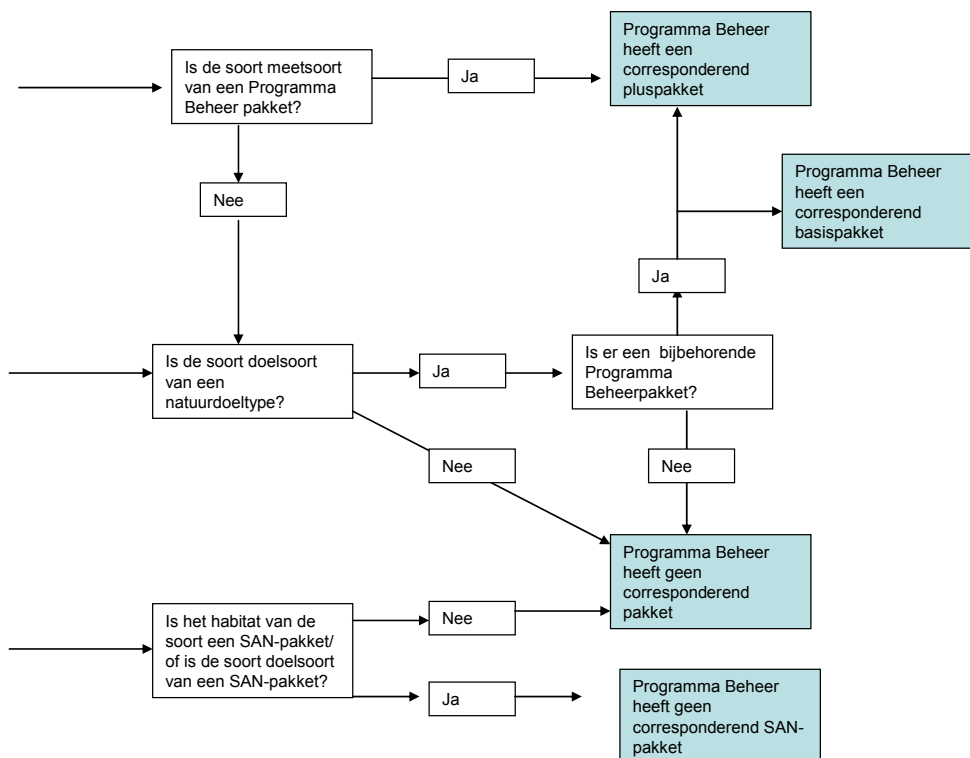 Programma Beheer
heeft een
corresponderend
pluspakket
Is de soort meetsoort
van een Programma
Beheer pakket?
Ja
Programma Beheer
heeft een
corresponderend
basispakket
Nee
Ja
Is de soort doelsoort
van een
natuurdoeltype?
Ja
Is er een bijbehorende
Programma
Beheerpakket?
Nee
Nee
Programma Beheer
heeft geen
corresponderend
pakket
Is het habitat van de
soort een SAN-pakket/
of is de soort doelsoort
van een SAN-pakket?
Nee
Ja
Programma Beheer
heeft geen
corresponderend SAN-
pakket